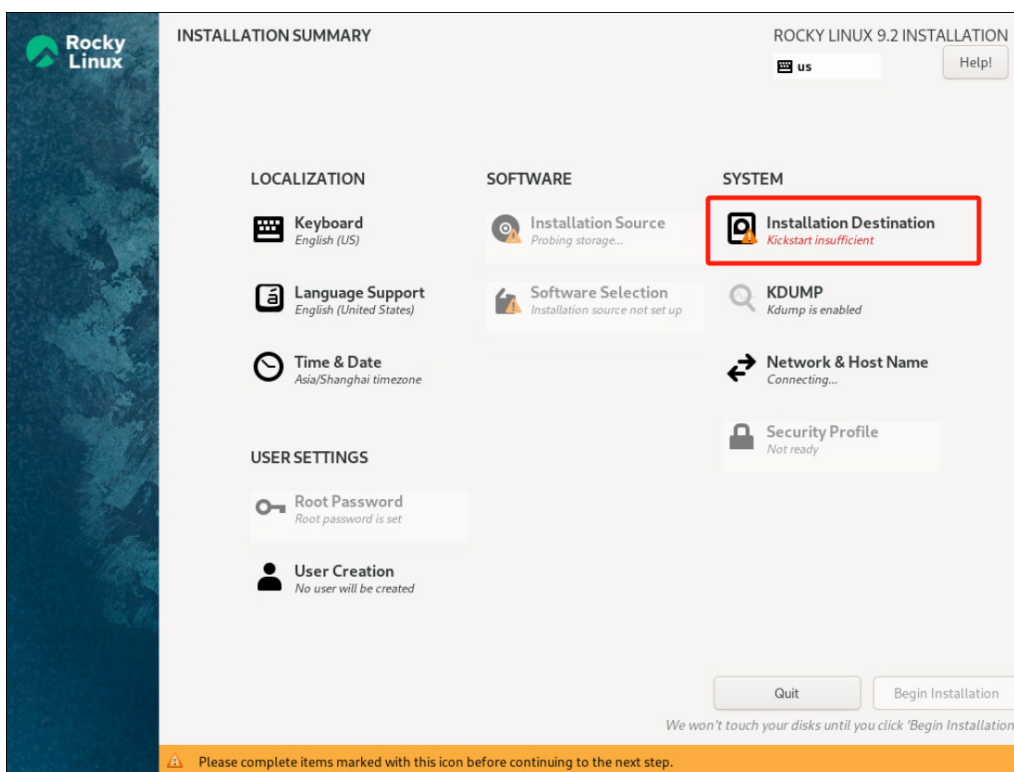 Rocky
Linux
INSTALLATION SUMMARY
ROCKY LINUX 9.2 INSTALLATION
us
Help!
LOCALIZATION
Keyboard
English (US)
á
Language Support
English (United States)
Time & Date
Asia/Shanghai timezone
SOFTWARE
Installation Source
Probing storage...
Software Selection
Installation source not set up
SYSTEM
Installation Destination
Kickstart insufficient
KDUMP
Kdump is enabled
Network & Host Name
Connecting...
Security Profile
Not ready
USER SETTINGS
Root Password
Root password is set
User Creation
No user will be created
Quit
Begin Installation
We won't touch your disks until you click 'Begin Installation
Please complete items marked with this icon before continuing to the next step.